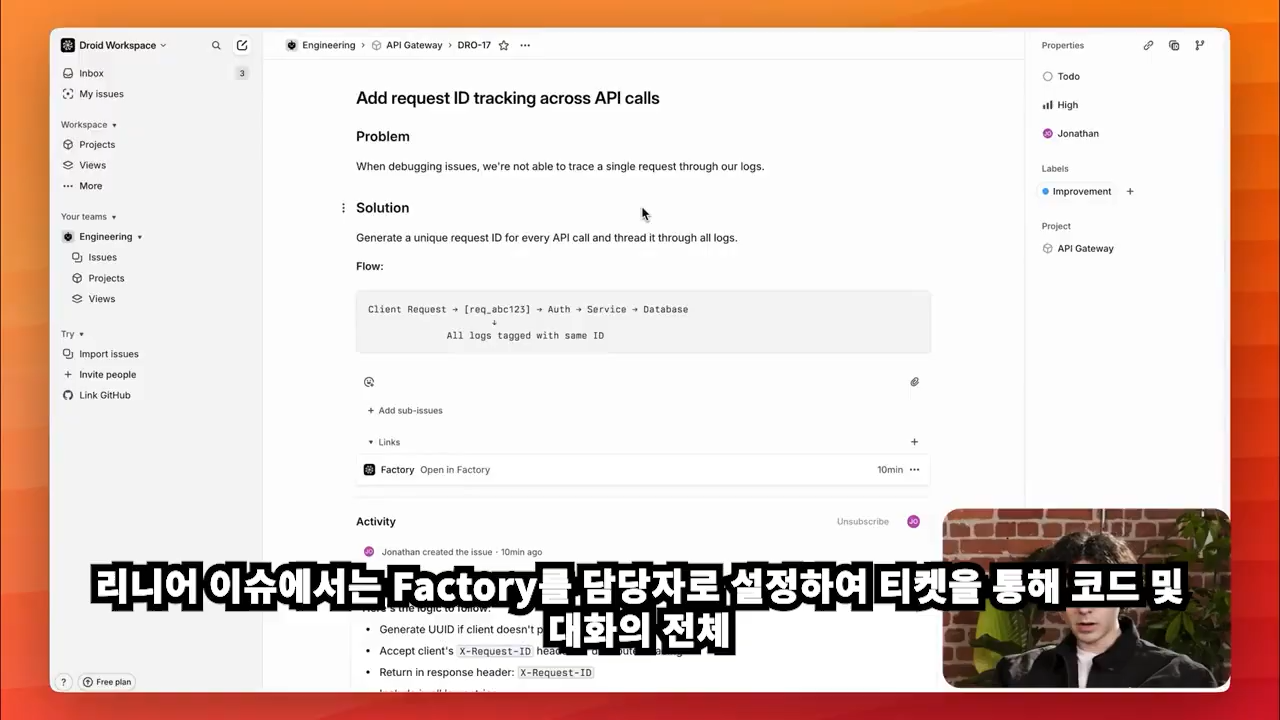 Droid Workspace
Inbox
3
My issues
Workspace
Projects
Views
More
Your teams
Engineering
Issues
Projects
Views
Try
Import issues
Invite people
Link GitHub
Free plan
Engineering › API Gateway › DRO-17
Add request ID tracking across API calls
Problem
When debugging issues, we're not able to trace a single request through our logs.
Solution
Generate a unique request ID for every API call and thread it through all logs.
Flow:
Client Request → [req_abc123] → Auth → Service → Database
↓
All logs tagged with same ID
+ Add sub-issues
Links
Factory Open in Factory 10min
Activity
Unsubscribe
JO
Jonathan created the issue · 10min ago
리니어 이슈에서는 Factory를 담당자로 설정하여 티켓을 통해 코드 및
대화의 전체
• Generate UUID if client doesn't
• Accept client's X-Request-ID
• Return in response header: X-Request-ID
Properties
Todo
High
Jonathan
Labels
Improvement
Project
API Gateway